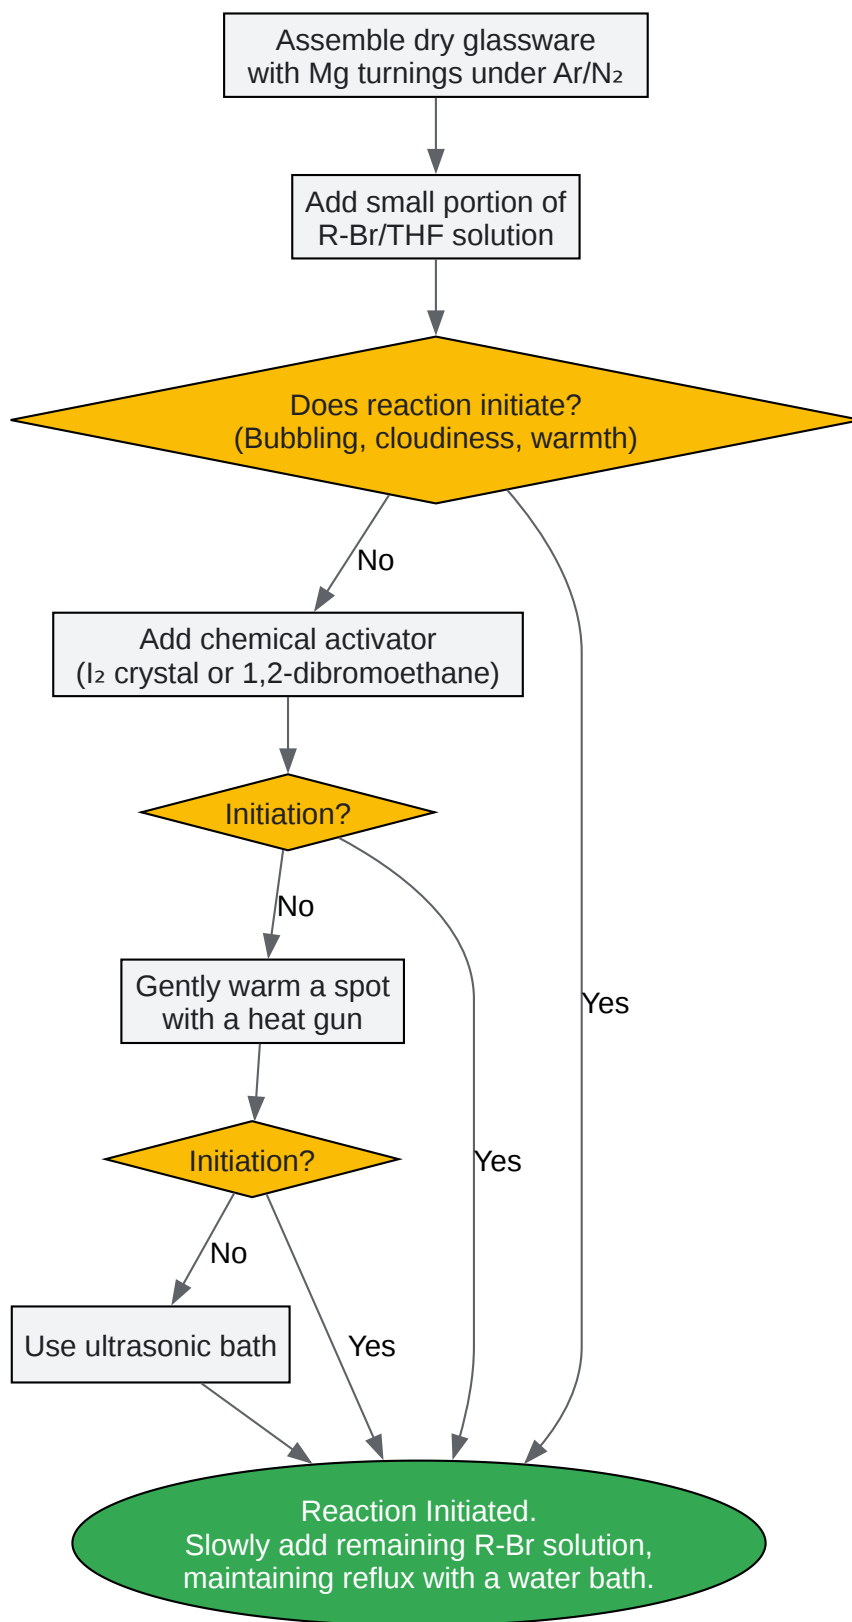 Assemble dry glassware
with Mg turnings under Ar/N₂
Add small portion of
R-Br/THF solution
Does reaction initiate?
(Bubbling, cloudiness, warmth)
No
Add chemical activator
(I₂ crystal or 1,2-dibromoethane)
Initiation?
No
Gently warm a spot
with a heat gun
Yes
Initiation?
Yes
No
Use ultrasonic bath
Yes
Reaction Initiated.
Slowly add remaining R-Br solution,
maintaining reflux with a water bath.